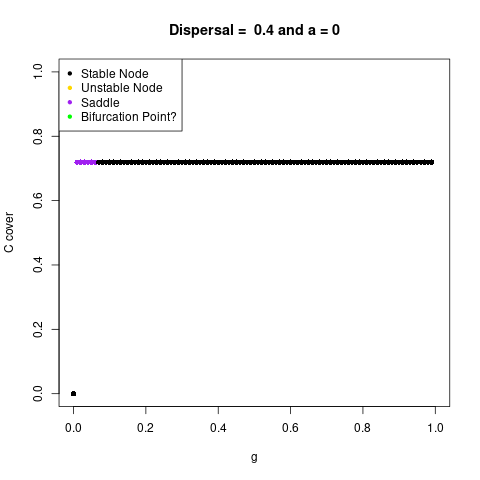 Dispersal =  0.4 and a = 0
Stable Node
Unstable Node
Saddle
Bifurcation Point?
C cover
1.0
0.8
0.6
0.4
0.2
0.0
0.0 0.2 0.4 0.6 0.8 1.0
g